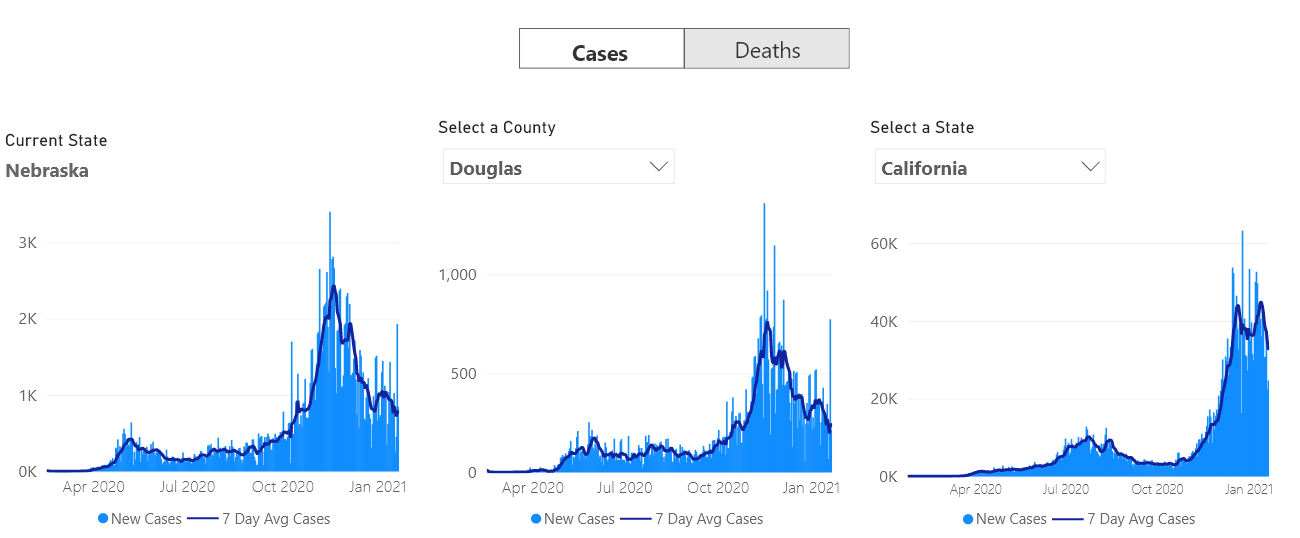 Cases Deaths
Current State
Nebraska
3K
2K
1K
0K
Apr 2020 Jul 2020 Oct 2020 Jan 2021
New Cases 7 Day Avg Cases
Select a County
Douglas
1,000
500
0
Apr 2020 Jul 2020 Oct 2020 Jan 2021
New Cases 7 Day Avg Cases
Select a State
California
60K
40K
20K
0K
Apr 2020 Jul 2020 Oct 2020 Jan 2021
New Cases 7 Day Avg Cases